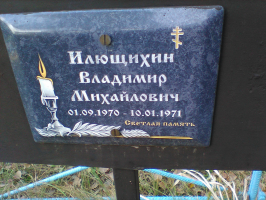 Илющихин
Владимир
Михайлович
01.09.1970 - 10.01.1971
Светлая память